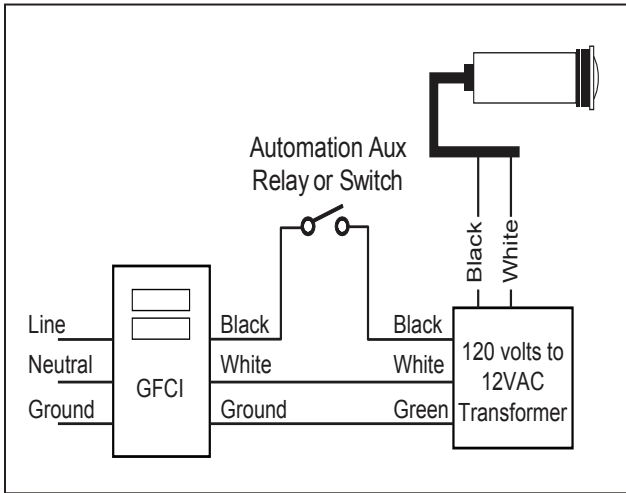 Automation Aux
Relay or Switch
Black
White
Line
Neutral
Ground
GFCI
Black
White
Ground
Black
White
Green
120 volts to
12VAC
Transformer